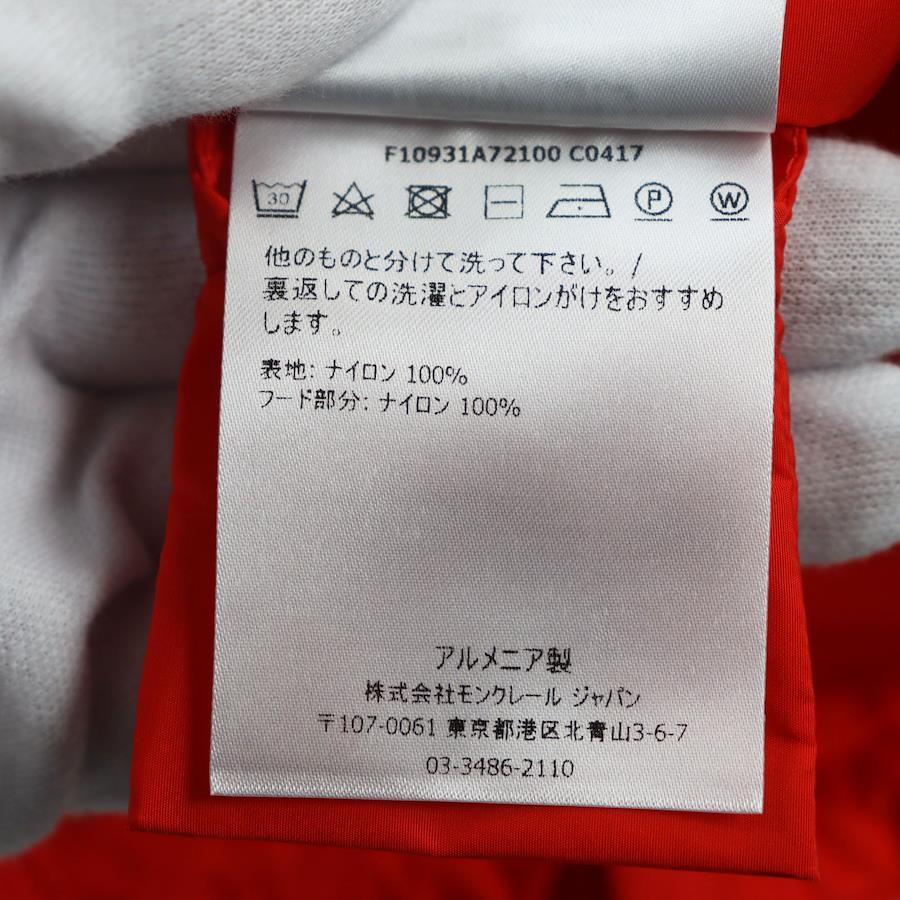 F10931A72100 C0417
30 P W
他のものと分けて洗って下さい。/
裏返しての洗濯とアイロンがけをおすすめ
します。
表地: ナイロン 100%
フード部分: ナイロン 100%
アルメニア製
株式会社モンクレール ジャパン
〒107-0061 東京都港区北青山3-6-7
03-3486-2110